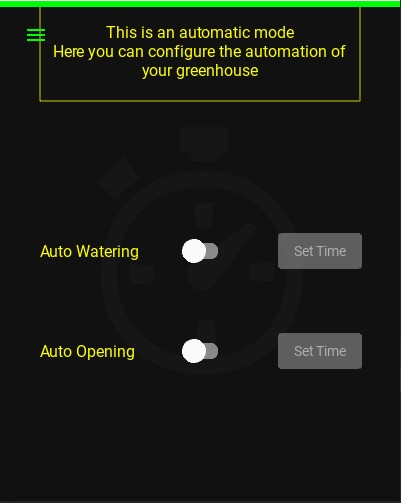 This is an automatic mode
Here you can configure the automation of
your greenhouse
Auto Watering
Set Time
Auto Opening
Set Time